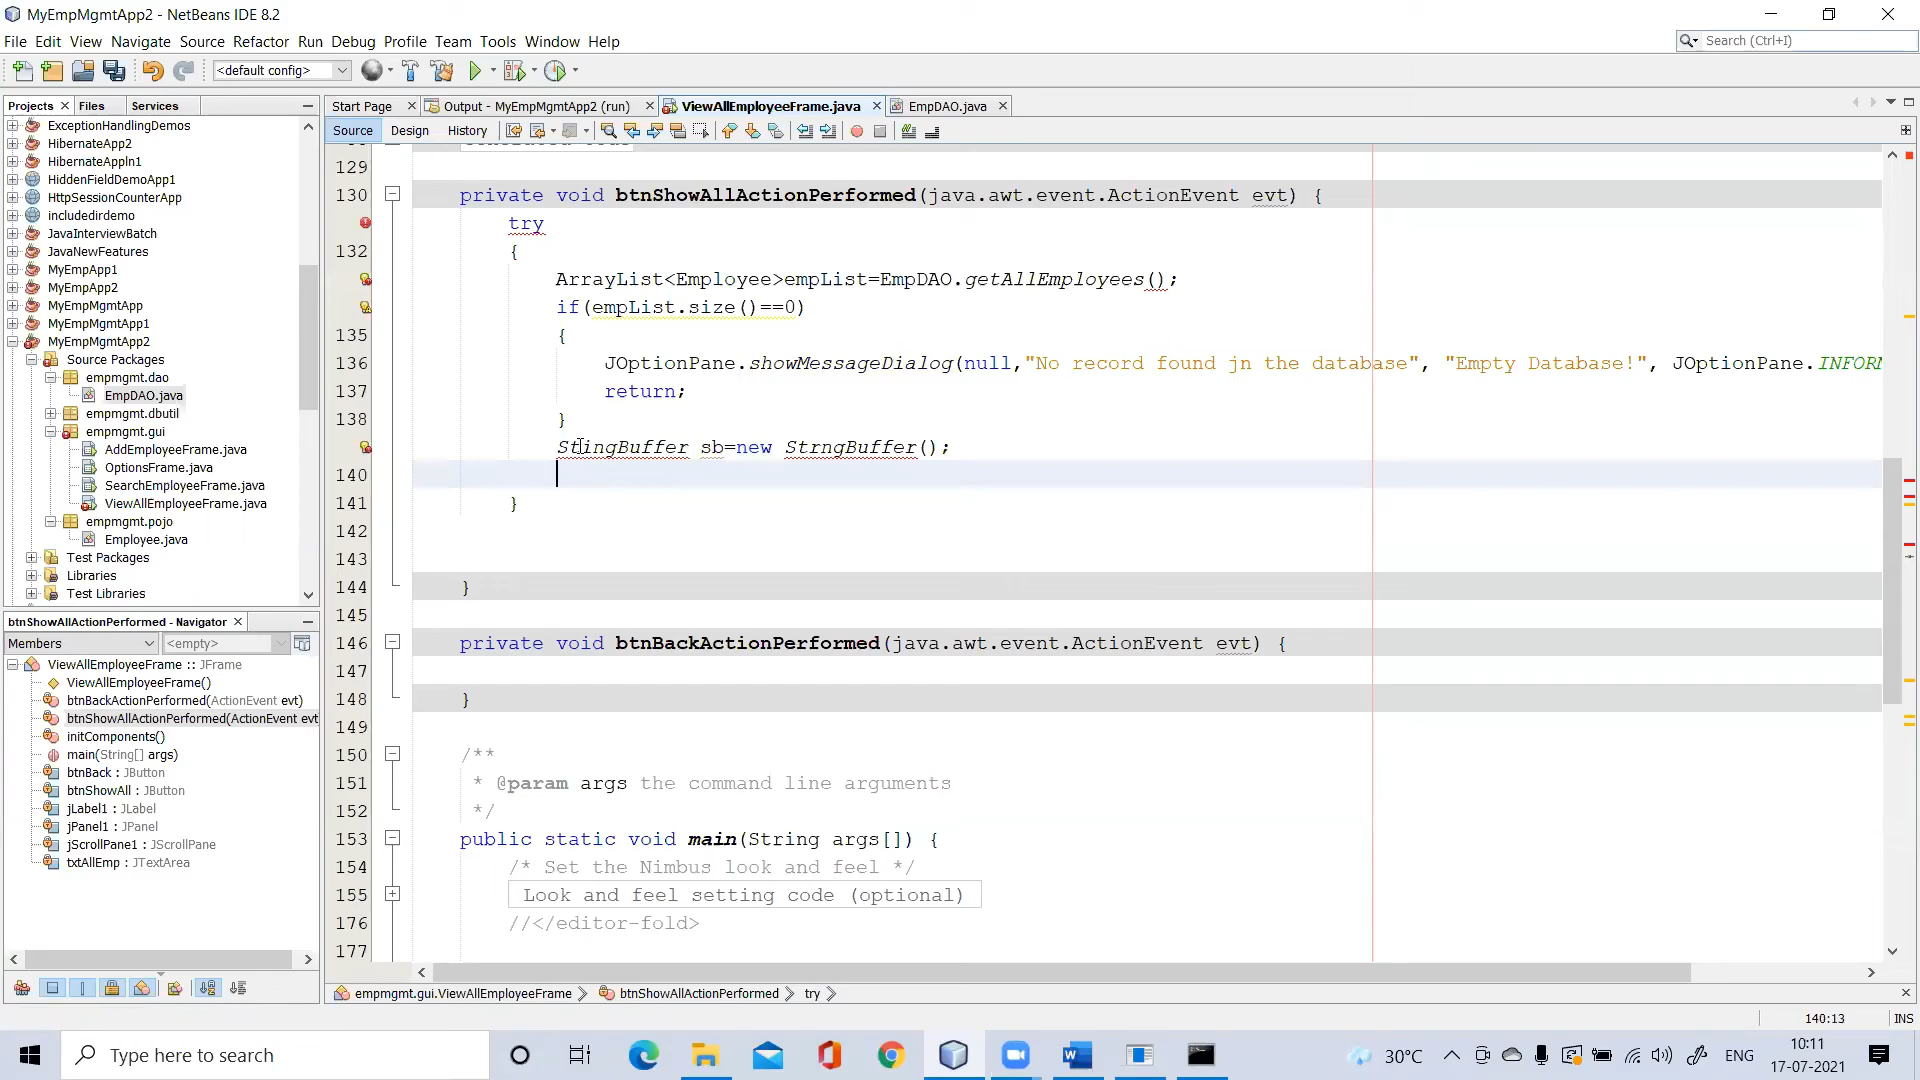 MyEmpMgmtApp2 - NetBeans IDE 8.2
File Edit View Navigate Source Refactor Run Debug Profile Team Tools Window Help
Search (Ctrl+I)
<default config>
Projects Files Services
Start Page Output - MyEmpMgmtApp2 (run) ViewAllEmployeeFrame.java EmpDAO.java
Source Design History
ExceptionHandlingDemos
HibernateApp2
HibernateAppln1
HiddenFieldDemoApp1
HttpSessionCounterApp
includedirdemo
JavaInterviewBatch
JavaNewFeatures
MyEmpApp1
MyEmpApp2
MyEmpMgmtApp
MyEmpMgmtApp1
MyEmpMgmtApp2
Source Packages
empmgmt.dao
EmpDAO.java
empmgmt.dbutil
empmgmt.gui
AddEmployeeFrame.java
OptionsFrame.java
SearchEmployeeFrame.java
ViewAllEmployeeFrame.java
empmgmt.pojo
Employee.java
Test Packages
Libraries
Test Libraries
btnShowAllActionPerformed - Navigator
Members <empty>
ViewAllEmployeeFrame :: JFrame
ViewAllEmployeeFrame()
btnBackActionPerformed(ActionEvent evt)
btnShowAllActionPerformed(ActionEvent evt
initComponents()
main(String[] args)
btnBack : JButton
btnShowAll : JButton
jLabel1 : JLabel
jPanel1 : JPanel
jScrollPane1 : JScrollPane
txtAllEmp : JTextArea
129
130 private void btnShowAllActionPerformed(java.awt.event.ActionEvent evt) {
try
132 {
ArrayList<Employee>empList=EmpDAO.getAllEmployees();
if(empList.size()==0)
135 {
136 JOptionPane.showMessageDialog(null,"No record found jn the database", "Empty Database!", JOptionPane.INFORM
137 return;
138 }
StingBuffer sb=new StrngBuffer();
140
141 }
142
143
144 }
145
146 private void btnBackActionPerformed(java.awt.event.ActionEvent evt) {
147
148 }
149
150 /**
151 * @param args the command line arguments
152 */
153 public static void main(String args[]) {
154 /* Set the Nimbus look and feel */
155 Look and feel setting code (optional)
176 //</editor-fold>
177
empmgmt.gui.ViewAllEmployeeFrame btnShowAllActionPerformed try
140:13 INS
Type here to search
30°C ENG
10:11
17-07-2021